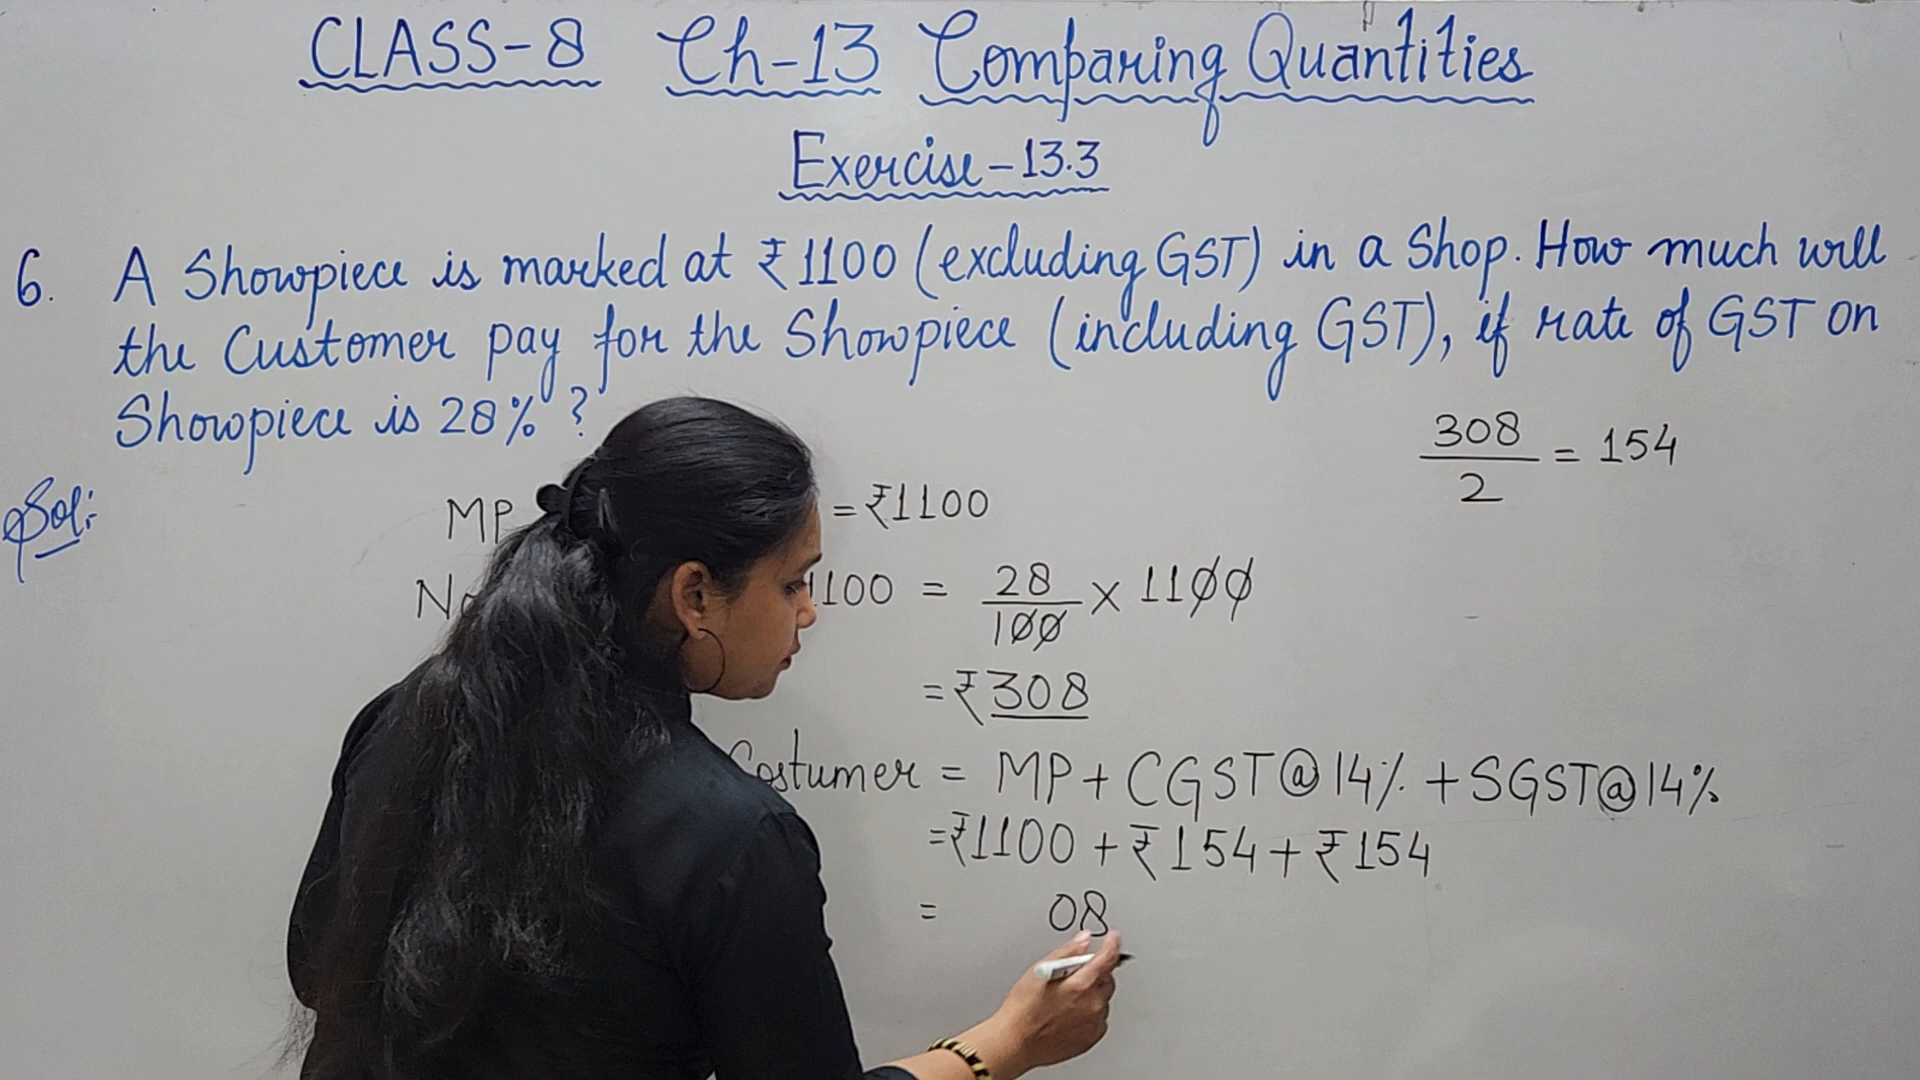 CLASS-8 Ch-13 Comparing Quantities
Exercise-13.3
6. A Showpiece is marked at ₹1100 (excluding GST) in a Shop. How much will
the Customer pay for the Showpiece (including GST), if rate of GST on
Showpiece is 28% ?
308/2 = 154
Sol:
MP = ₹1100
1100 = 28/100 × 1100
= ₹308
Costumer = MP + CGST@14% + SGST@14%
= ₹1100 + ₹154 + ₹154
= 08